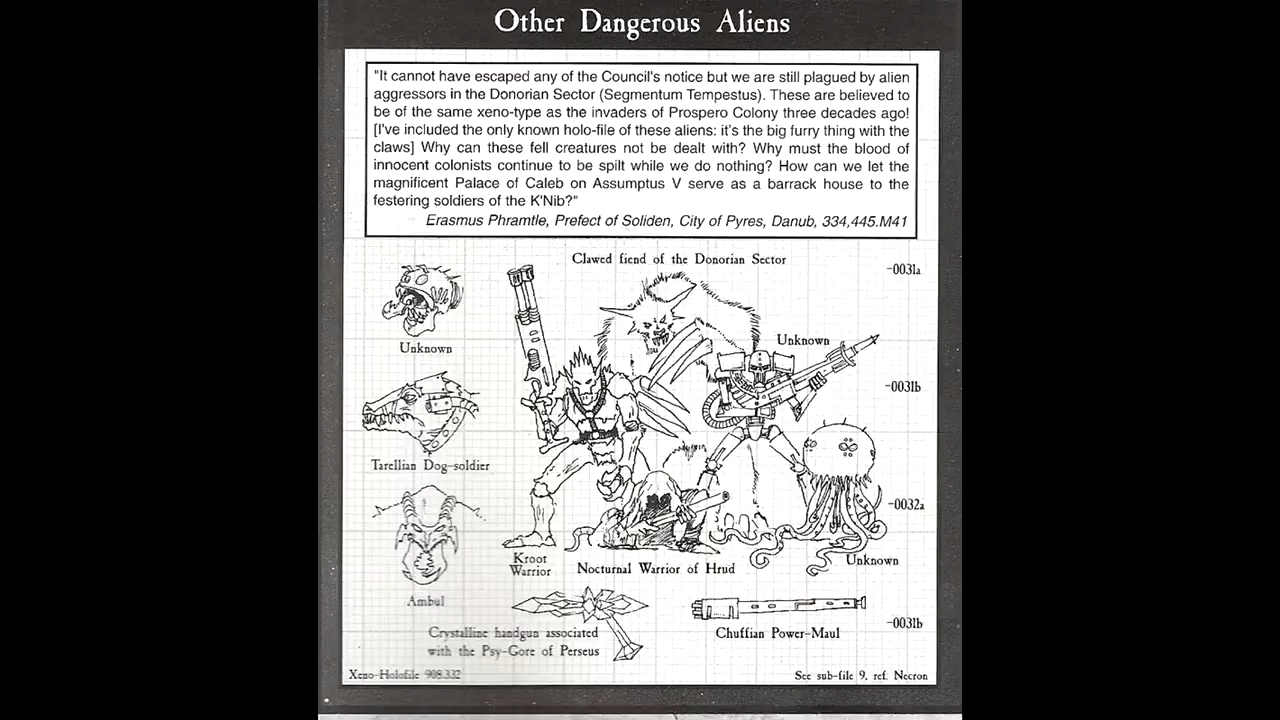 Other Dangerous Aliens
"It cannot have escaped any of the Council's notice but we are still plagued by alien
aggressors in the Donorian Sector (Segmentum Tempestus). These are believed to
be of the same xeno-type as the invaders of Prospero Colony three decades ago!
[I've included the only known holo-file of these aliens: it's the big furry thing with the
claws] Why can these fell creatures not be dealt with? Why must the blood of
innocent colonists continue to be spilt while we do nothing? How can we let the
magnificent Palace of Caleb on Assumptus V serve as a barrack house to the
festering soldiers of the K'Nib?"
Erasmus Phramtle, Prefect of Soliden, City of Pyres, Danub, 334,445.M41
Clawed fiend of the Donorian Sector
-0031a
Unknown
Unknown
-0031b
Tarellian Dog-soldier
-0032a
Kroot
Warrior
Nocturnal Warrior of Hrud
Unknown
Ambul
Crystalline handgun associated
with the Psy-Gore of Perseus
Chuffian Power-Maul
-0031b
Xeno-Holofile 908.332
See sub-file 9, ref. Necron